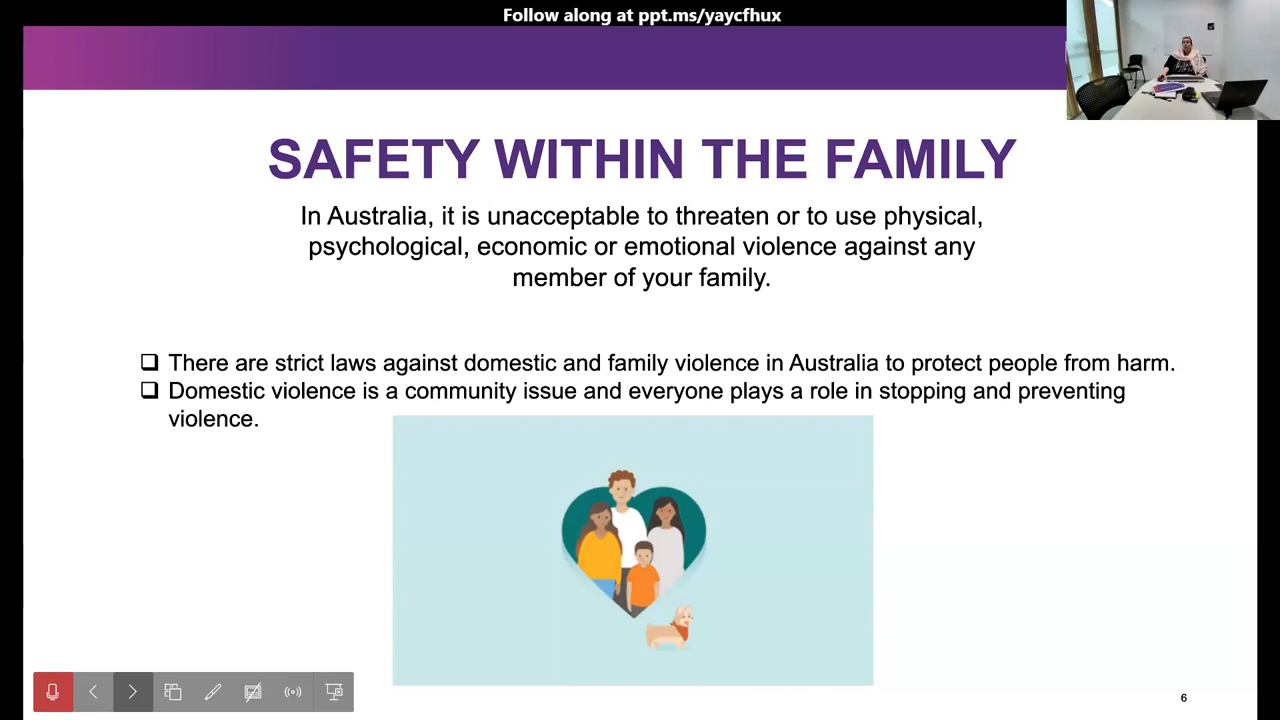 Follow along at ppt.ms/yaycfhux
SAFETY WITHIN THE FAMILY
In Australia, it is unacceptable to threaten or to use physical,
psychological, economic or emotional violence against any
member of your family.
There are strict laws against domestic and family violence in Australia to protect people from harm.
Domestic violence is a community issue and everyone plays a role in stopping and preventing
violence.
6